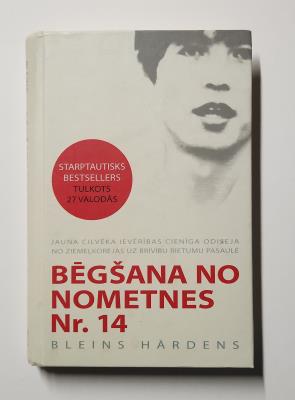 STARPTAUTISKS
BESTSELLERS
TULKOTS
27 VALODĀS
JAUNA CILVĒKA IEVĒRĪBAS CIENĪGA ODISEJA
NO ZIEMEĻKOREJAS UZ BRĪVĪBU RIETUMU PASAULĒ
BĒGŠANA NO
NOMETNES
Nr. 14
BLEINS HĀRDENS